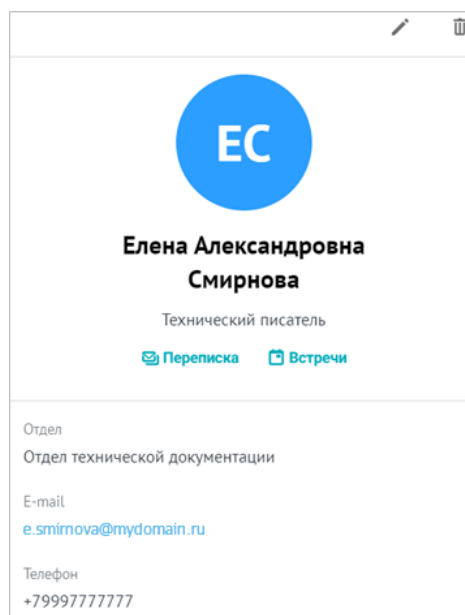 ЕС
Елена Александровна
Смирнова
Технический писатель
Переписка Встречи
Отдел
Отдел технической документации
E-mail
e.smirnova@mydomain.ru
Телефон
+79997777777